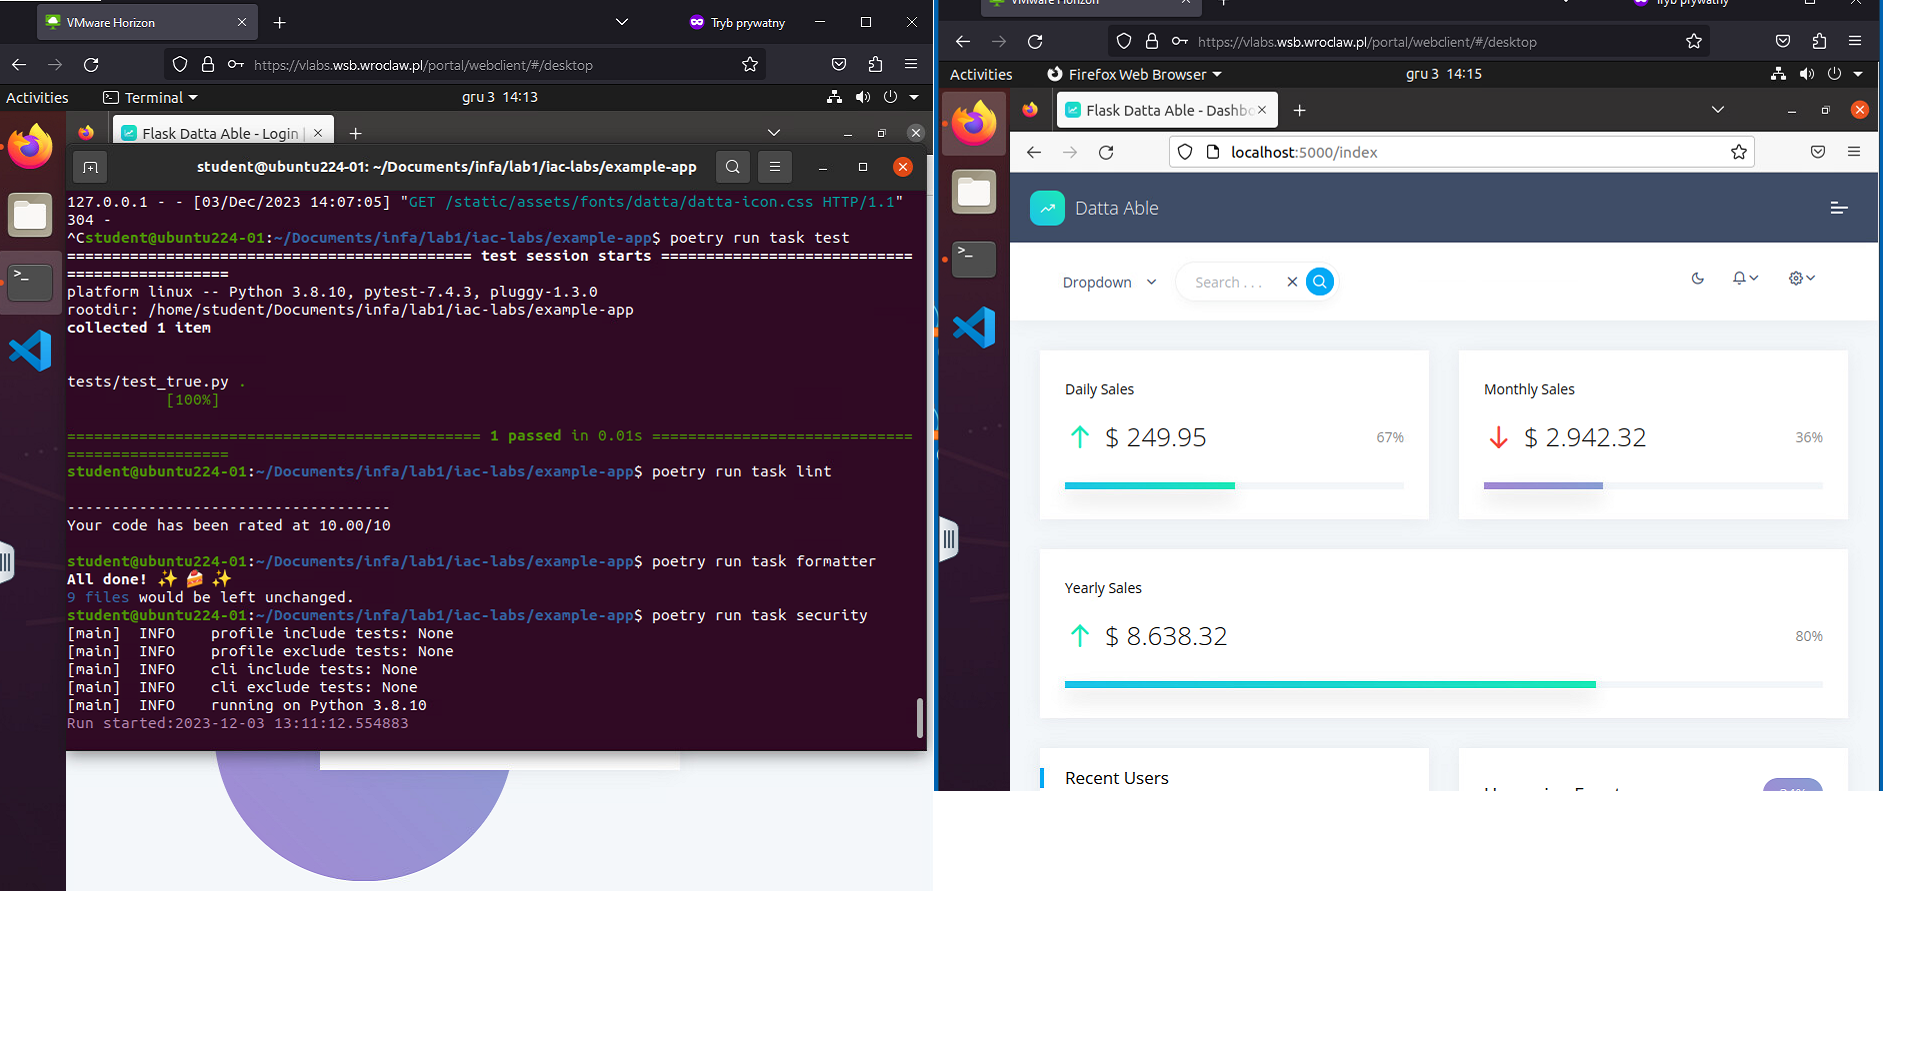 VMware Horizon
Tryb prywatny
https://vlabs.wsb.wroclaw.pl/portal/webclient/#/desktop
Activities
Terminal
gru 3 14:13
Flask Datta Able - Login |
student@ubuntu224-01: ~/Documents/infa/lab1/iac-labs/example-app
127.0.0.1 - - [03/Dec/2023 14:07:05] "GET /static/assets/fonts/datta/datta-icon.css HTTP/1.1"
304 -
^Cstudent@ubuntu224-01:~/Documents/infa/lab1/iac-labs/example-app$ poetry run task test
============================================= test session starts ============================
==================
platform linux -- Python 3.8.10, pytest-7.4.3, pluggy-1.3.0
rootdir: /home/student/Documents/infa/lab1/iac-labs/example-app
collected 1 item
tests/test_true.py .
[100%]
============================================== 1 passed in 0.01s =============================
==================
student@ubuntu224-01:~/Documents/infa/lab1/iac-labs/example-app$ poetry run task lint
------------------------------------
Your code has been rated at 10.00/10
student@ubuntu224-01:~/Documents/infa/lab1/iac-labs/example-app$ poetry run task formatter
All done! ✨ 🍰 ✨
9 files would be left unchanged.
student@ubuntu224-01:~/Documents/infa/lab1/iac-labs/example-app$ poetry run task security
[main]  INFO    profile include tests: None
[main]  INFO    profile exclude tests: None
[main]  INFO    cli include tests: None
[main]  INFO    cli exclude tests: None
[main]  INFO    running on Python 3.8.10
Run started:2023-12-03 13:11:12.554883
VMware Horizon
Tryb prywatny
https://vlabs.wsb.wroclaw.pl/portal/webclient/#/desktop
Activities
Firefox Web Browser
gru 3 14:15
Flask Datta Able - Dashbo
localhost:5000/index
Datta Able
Dropdown
Search . . .
Daily Sales
$ 249.95
67%
Monthly Sales
$ 2.942.32
36%
Yearly Sales
$ 8.638.32
80%
Recent Users